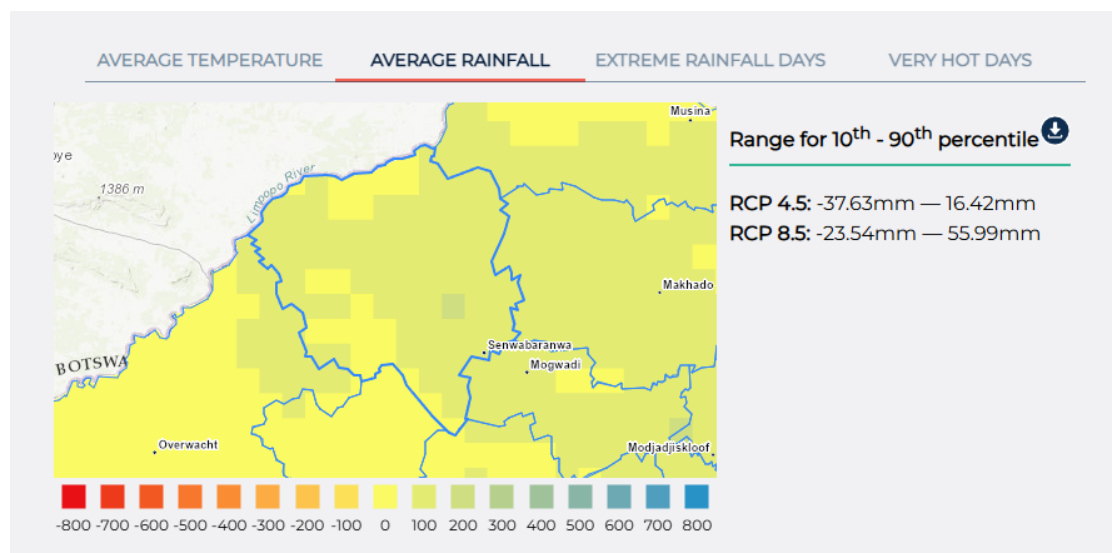 AVERAGE TEMPERATURE AVERAGE RAINFALL EXTREME RAINFALL DAYS VERY HOT DAYS
Musina
Range for 10th - 90th percentile
ye
1386 m
Limpopo River
RCP 4.5: -37.63mm — 16.42mm
RCP 8.5: -23.54mm — 55.99mm
Makhado
Senwabaranwa
BOTSWA
Mogwadi
Overwacht
Modjadjiskloof
-800 -700 -600 -500 -400 -300 -200 -100 0 100 200 300 400 500 600 700 800